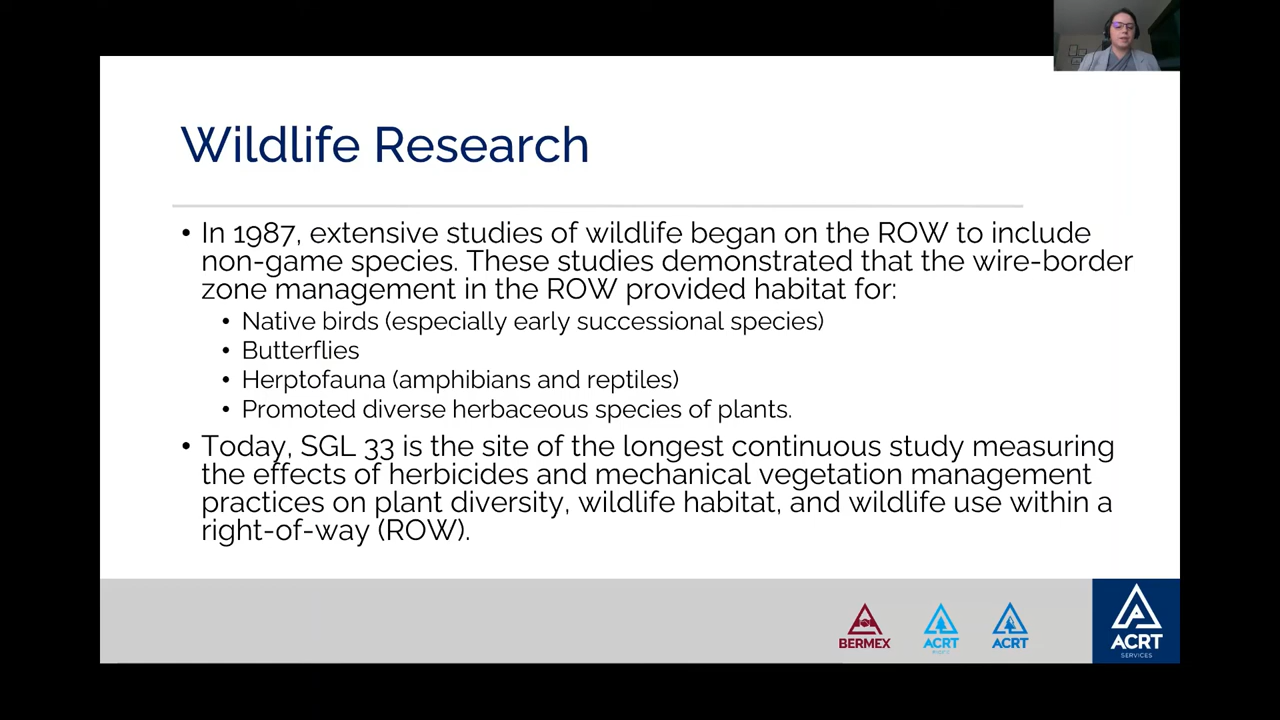 Wildlife Research
• In 1987, extensive studies of wildlife began on the ROW to include
non-game species. These studies demonstrated that the wire-border
zone management in the ROW provided habitat for:
• Native birds (especially early successional species)
• Butterflies
• Herptofauna (amphibians and reptiles)
• Promoted diverse herbaceous species of plants.
• Today, SGL 33 is the site of the longest continuous study measuring
the effects of herbicides and mechanical vegetation management
practices on plant diversity, wildlife habitat, and wildlife use within a
right-of-way (ROW).
BERMEX
ACRT
ACRT
ACRT
SERVICES